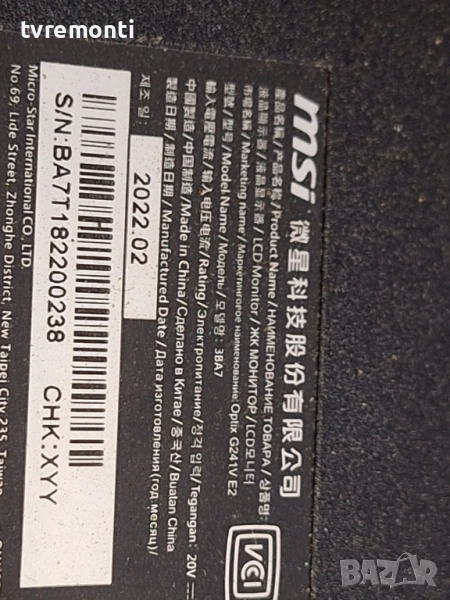 tvremonti
msi 微星科技股份有限公司
產品名稱/产品名称/Product Name/НАИМЕНОВАНИЕ ТОВАРА/상품명:
液晶顯示器/液晶显示器/LCD Monitor/ЖК МОНИТОР/LCD모니터
市場名稱/Marketing name/Маркетинговое наименование: Optix G241V E2
型號/型号/Model Name/Модель/모델명: 3BA7
輸入電壓電流/输入电压电流/Rating/Электропитание/정격 입력/Tegangan: 20V
中國製造/中国制造/Made in China/Сделано в Китае/중국산/Buatan China
製造日期/Manufactured Date/Дата изготовления (год-месяц)/
제조일
2022.02
S/N:BA7T182200238 CHK:XYY
Micro-Star International CO., LTD.
No.69, Lide Street, Zhonghe District, New Taipei City 235, Taiwan
VCI
BAZAR